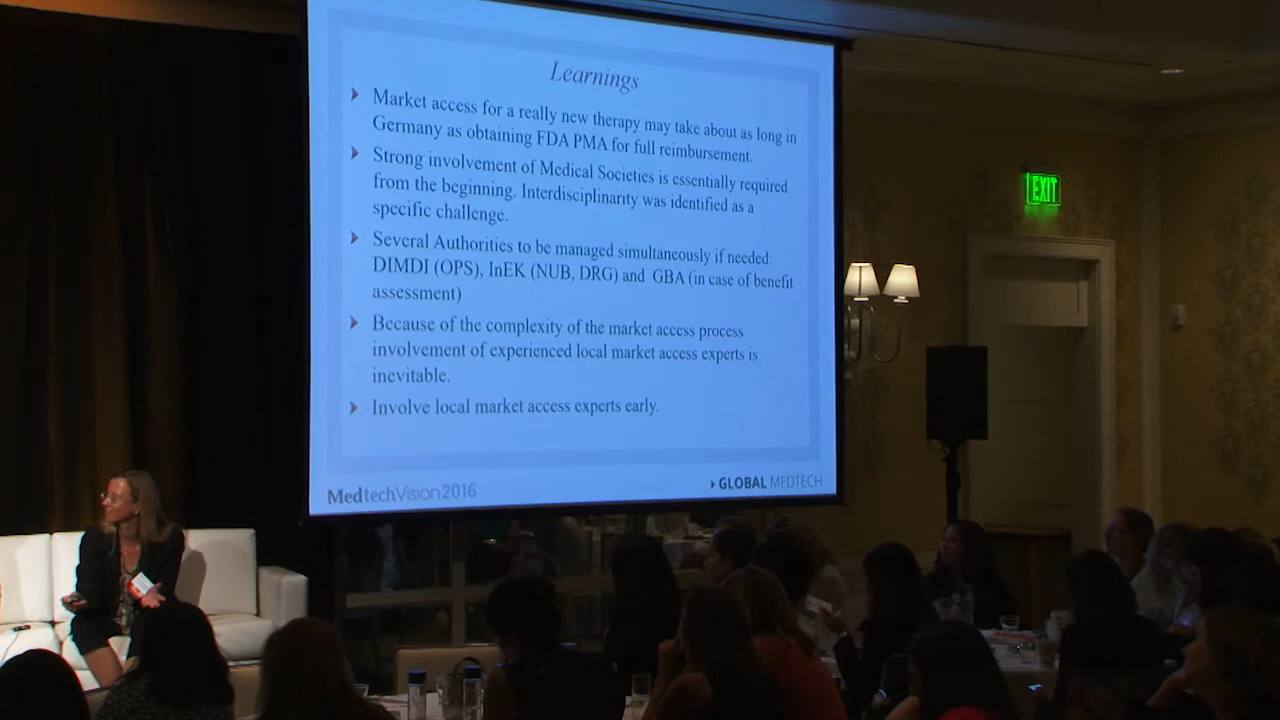 Learnings
Market access for a really new therapy may take about as long in
Germany as obtaining FDA PMA for full reimbursement.
Strong involvement of Medical Societies is essentially required
from the beginning. Interdisciplinarity was identified as a
specific challenge.
Several Authorities to be managed simultaneously if needed:
DIMDI (OPS), InEK (NUB, DRG) and GBA (in case of benefit
assessment)
Because of the complexity of the market access process
involvement of experienced local market access experts is
inevitable.
Involve local market access experts early.
MedtechVision 2016
GLOBAL MEDTECH
EXIT